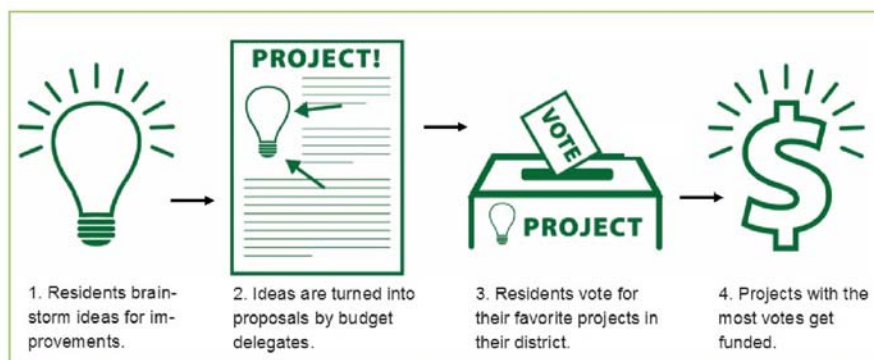 PROJECT!
VOTE
PROJECT
1. Residents brain-
storm ideas for im-
provements.
2. Ideas are turned into
proposals by budget
delegates.
3. Residents vote for
their favorite projects in
their district.
4. Projects with the
most votes get
funded.